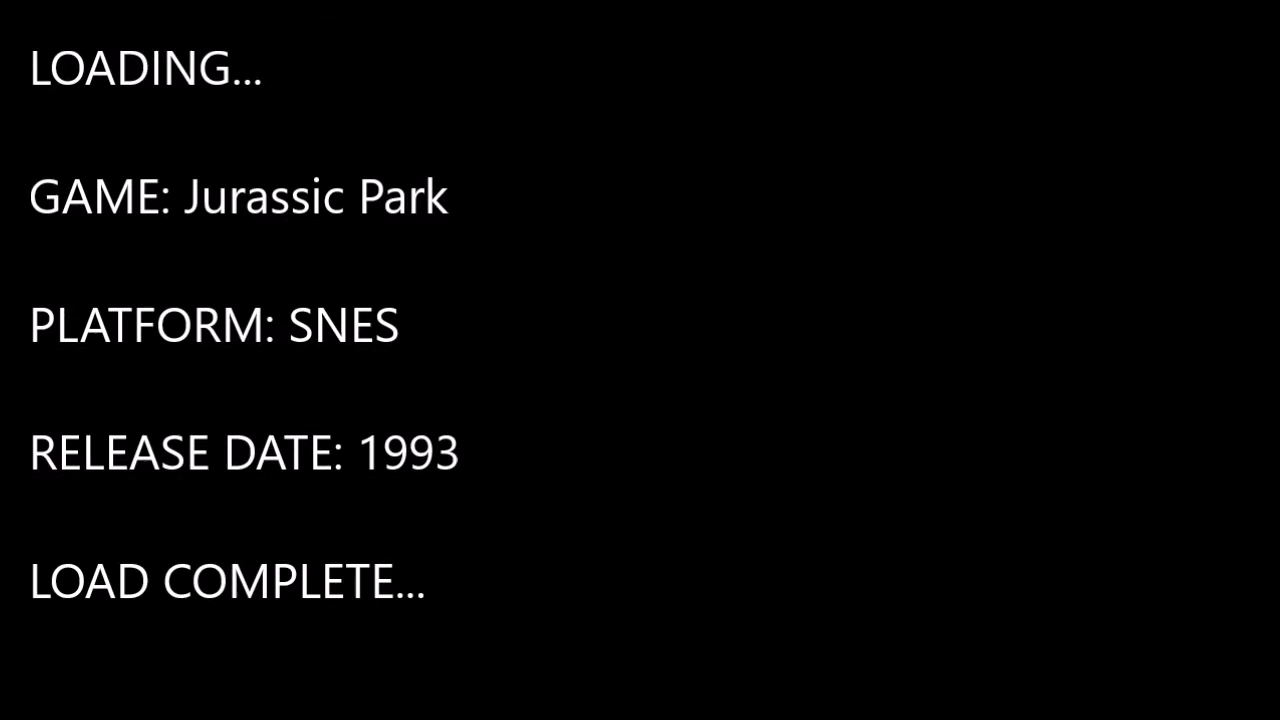 LOADING...
GAME: Jurassic Park
PLATFORM: SNES
RELEASE DATE: 1993
LOAD COMPLETE...